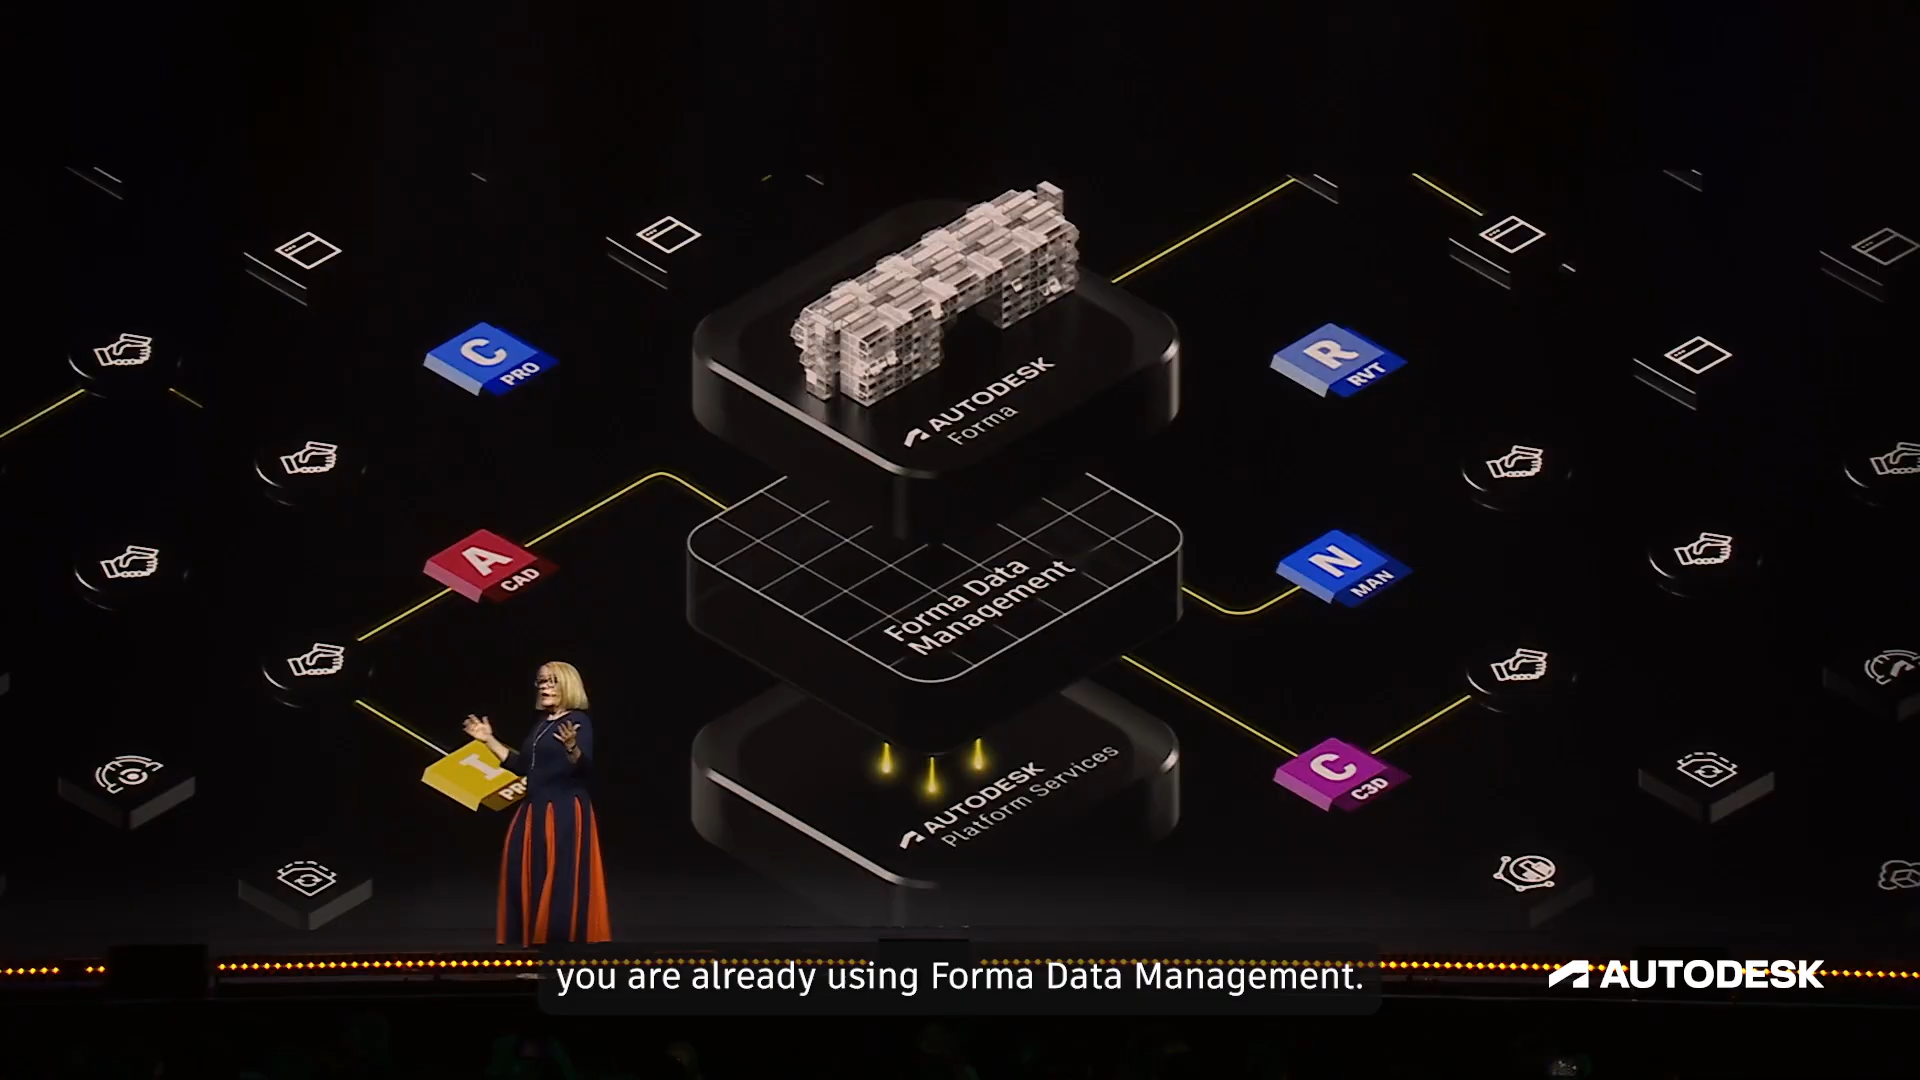 C
PRO
R
RVT
AUTODESK
Forma
A
CAD
N
MAN
Forma Data
Management
I
C
C3D
AUTODESK
Platform Services
you are already using Forma Data Management.
AUTODESK